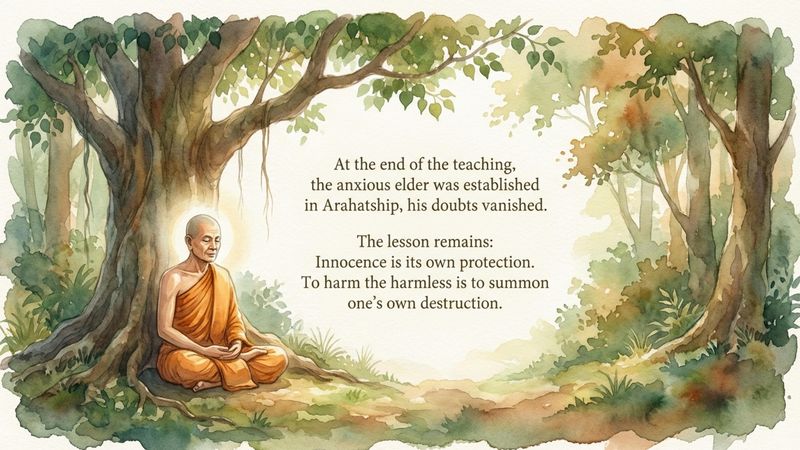 At the end of the teaching,
the anxious elder was established
in Arahatship, his doubts vanished.
The lesson remains:
Innocence is its own protection.
To harm the harmless is to summon
one’s own destruction.